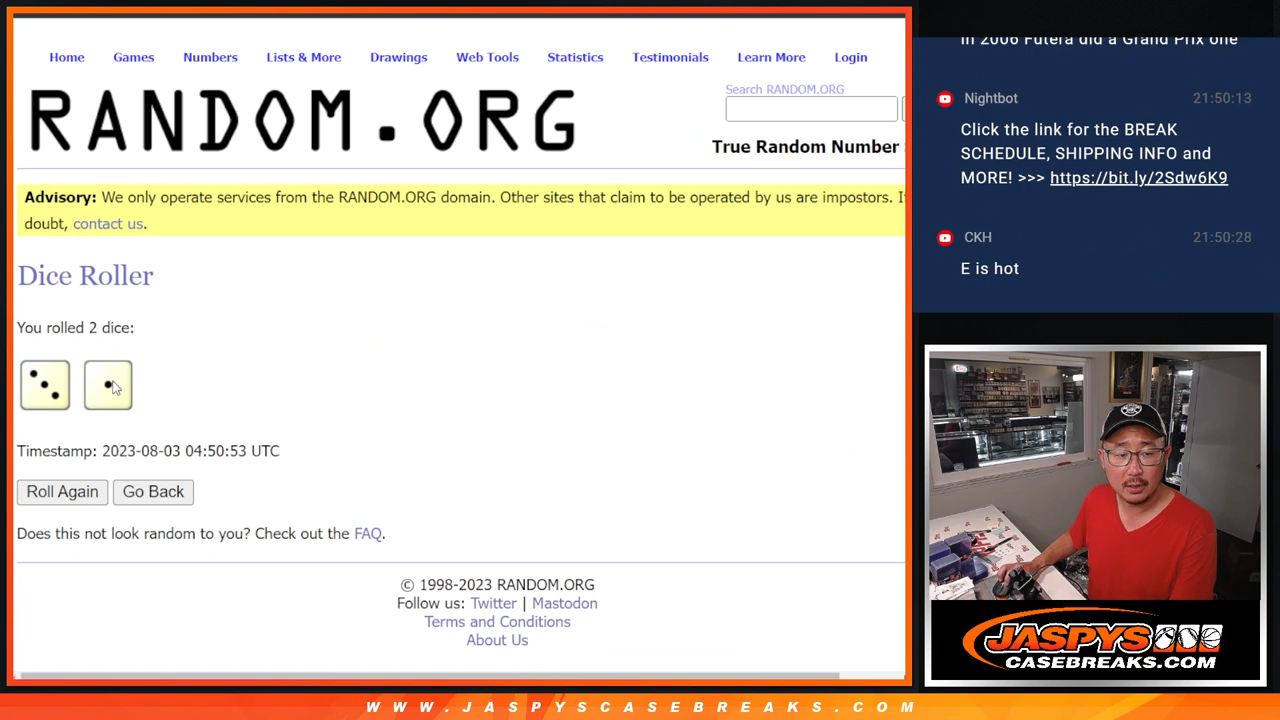 Home Games Numbers Lists & More Drawings Web Tools Statistics Testimonials Learn More Login
RANDOM.ORG
Search RANDOM.ORG
True Random Number
Advisory: We only operate services from the RANDOM.ORG domain. Other sites that claim to be operated by us are impostors. I
doubt, contact us.
Dice Roller
You rolled 2 dice:
Timestamp: 2023-08-03 04:50:53 UTC
Roll Again Go Back
Does this not look random to you? Check out the FAQ.
© 1998-2023 RANDOM.ORG
Follow us: Twitter | Mastodon
Terms and Conditions
About Us
In 2006 Futera did a Grand Prix one
Nightbot 21:50:13
Click the link for the BREAK
SCHEDULE, SHIPPING INFO and
MORE! >>> https://bit.ly/2Sdw6K9
CKH 21:50:28
E is hot
JASPYS
CASEBREAKS.COM
WWW.JASPYSCASEBREAKS.COM